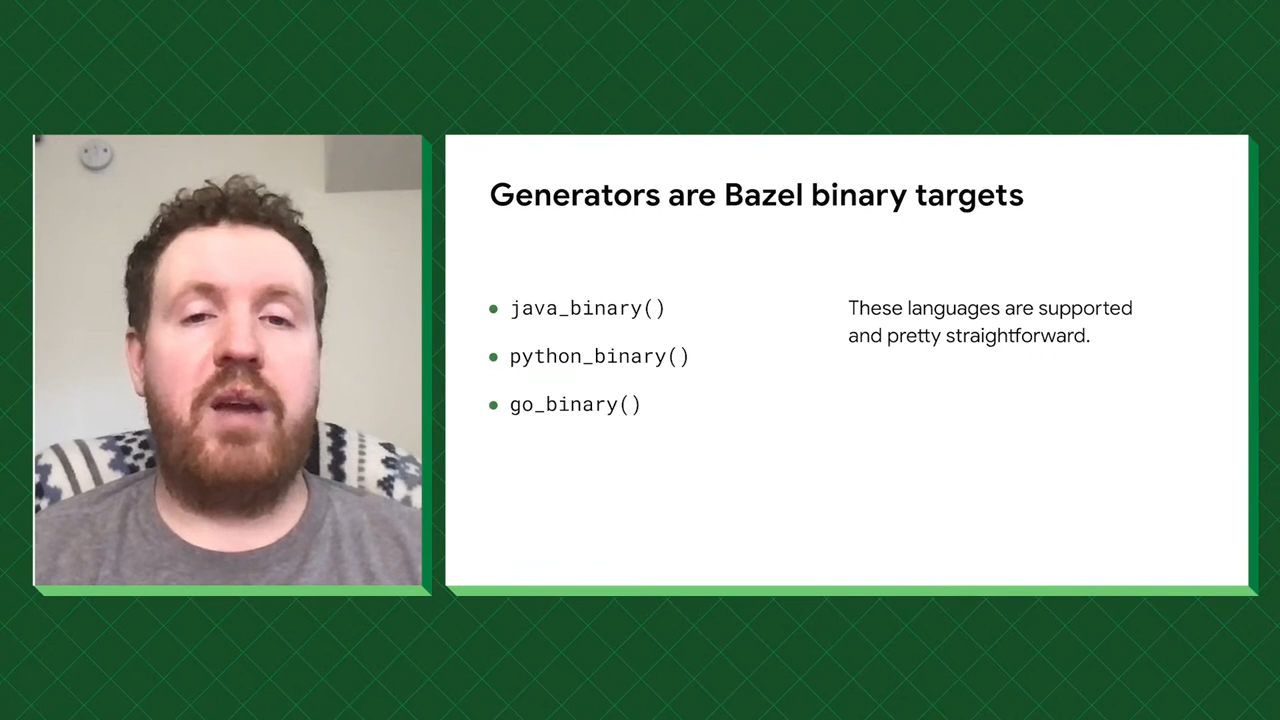 Generators are Bazel binary targets
java_binary()
python_binary()
go_binary()
These languages are supported
and pretty straightforward.